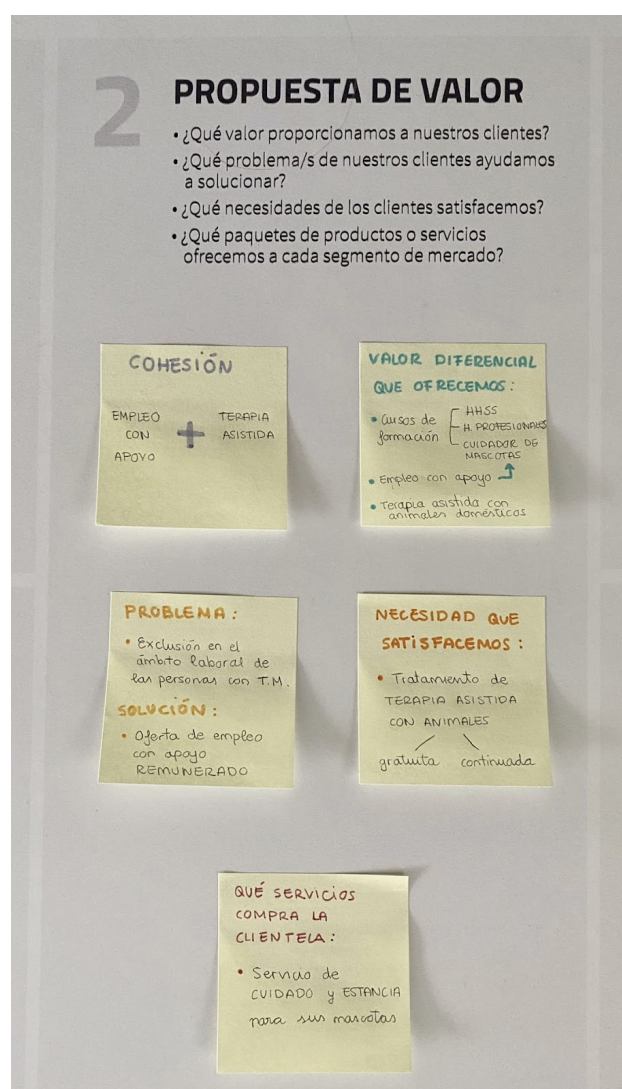 2
PROPUESTA DE VALOR
• ¿Qué valor proporcionamos a nuestros clientes?
• ¿Qué problema/s de nuestros clientes ayudamos
a solucionar?
• ¿Qué necesidades de los clientes satisfacemos?
• ¿Qué paquetes de productos o servicios
ofrecemos a cada segmento de mercado?
COHESIÓN
EMPLEO
CON
APOYO
+
TERAPIA
ASISTIDA
VALOR DIFERENCIAL
QUE OFRECEMOS:
• Cursos de
formación
HHSS
H. PROFESIONALES
CUIDADOR DE
MASCOTAS
• Empleo con apoyo
• Terapia asistida con
animales domésticos
PROBLEMA:
• Exclusión en el
ámbito laboral de
las personas con T.M.
SOLUCIÓN:
• Oferta de empleo
con apoyo
REMUNERADO
NECESIDAD QUE
SATISFACEMOS:
• Tratamiento de
TERAPIA ASISTIDA
CON ANIMALES
gratuita continuada
QUÉ SERVICIOS
COMPRA LA
CLIENTELA:
• Servicio de
CUIDADO y ESTANCIA
para sus mascotas